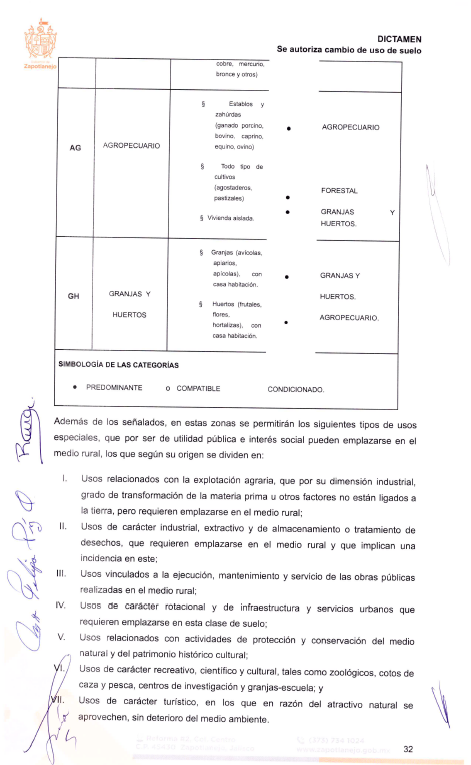 Zapotlanejo
DICTAMEN
Se autoriza cambio de uso de suelo
cobre, mercurio,
bronce y otros)
AG
AGROPECUARIO
§ Establos y
zahúrdas
(ganado porcino,
bovino, caprino,
equino, ovino)
§ Todo tipo de
cultivos
(agostaderos,
pastizales)
§ Vivienda aislada.
● AGROPECUARIO
● FORESTAL
● GRANJAS Y
HUERTOS.
GH
GRANJAS Y
HUERTOS
§ Granjas (avícolas,
apiarios,
apícolas), con
casa habitación.
§ Huertos (frutales,
flores,
hortalizas), con
casa habitación.
● GRANJAS Y
HUERTOS.
● AGROPECUARIO.
SIMBOLOGÍA DE LAS CATEGORÍAS
● PREDOMINANTE o COMPATIBLE CONDICIONADO.
Además de los señalados, en estas zonas se permitirán los siguientes tipos de usos
especiales, que por ser de utilidad pública e interés social pueden emplazarse en el
medio rural, los que según su origen se dividen en:
I. Usos relacionados con la explotación agraria, que por su dimensión industrial,
grado de transformación de la materia prima u otros factores no están ligados a
la tierra, pero requieren emplazarse en el medio rural;
II. Usos de carácter industrial, extractivo y de almacenamiento o tratamiento de
desechos, que requieren emplazarse en el medio rural y que implican una
incidencia en este;
III. Usos vinculados a la ejecución, mantenimiento y servicio de las obras públicas
realizadas en el medio rural;
IV. Usos de carácter rotacional y de infraestructura y servicios urbanos que
requieren emplazarse en esta clase de suelo;
V. Usos relacionados con actividades de protección y conservación del medio
natural y del patrimonio histórico cultural;
VI. Usos de carácter recreativo, científico y cultural, tales como zoológicos, cotos de
caza y pesca, centros de investigación y granjas-escuela; y
VII. Usos de carácter turístico, en los que en razón del atractivo natural se
aprovechen, sin deterioro del medio ambiente.
32